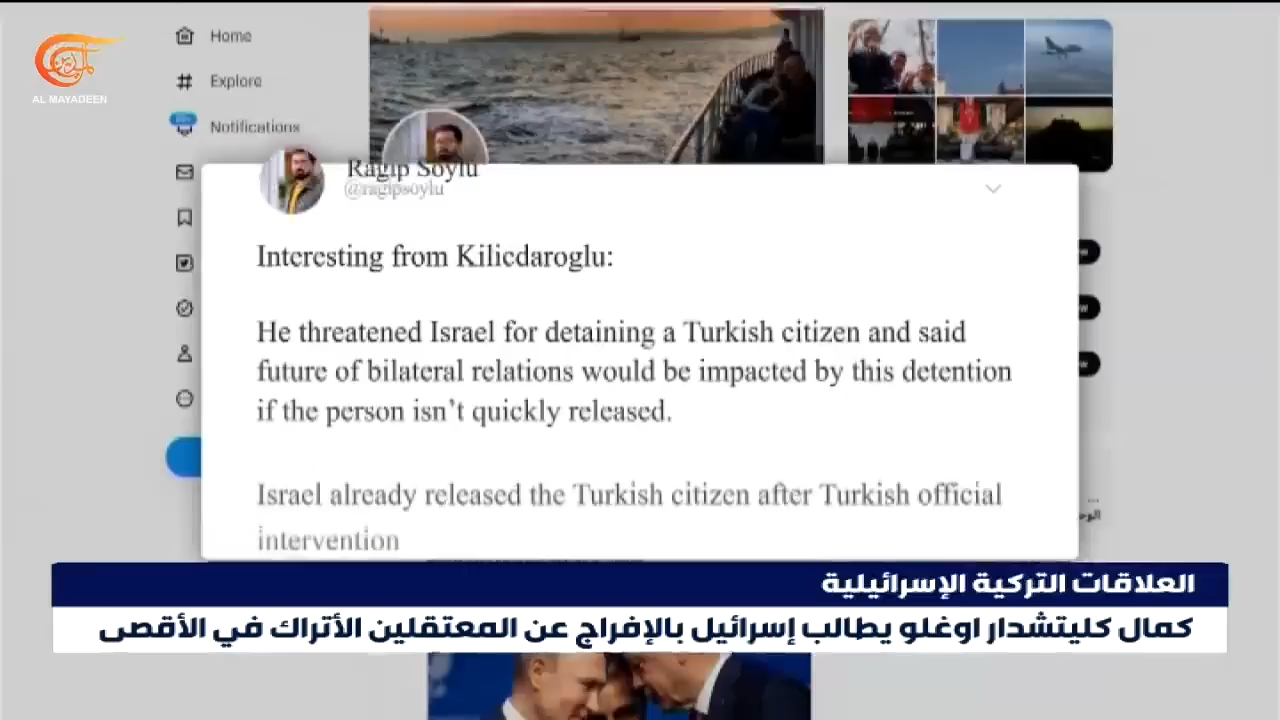 AL MAYADEEN
Home
Explore
Notifications
Ragip Soylu
@ragipsoylu
Interesting from Kilicdaroglu:
He threatened Israel for detaining a Turkish citizen and said
future of bilateral relations would be impacted by this detention
if the person isn't quickly released.
Israel already released the Turkish citizen after Turkish official
intervention
العلاقات التركية الإسرائيلية
كمال كليتشدار اوغلو يطالب إسرائيل بالإفراج عن المعتقلين الأتراك في الأقصى